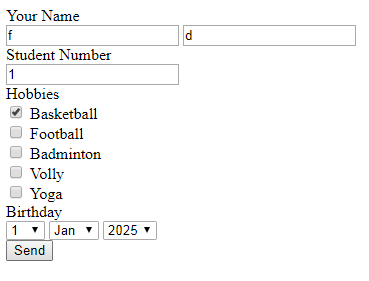 Your Name
f d
Student Number
1
Hobbies
Basketball
Football
Badminton
Volly
Yoga
Birthday
1 Jan 2025
Send